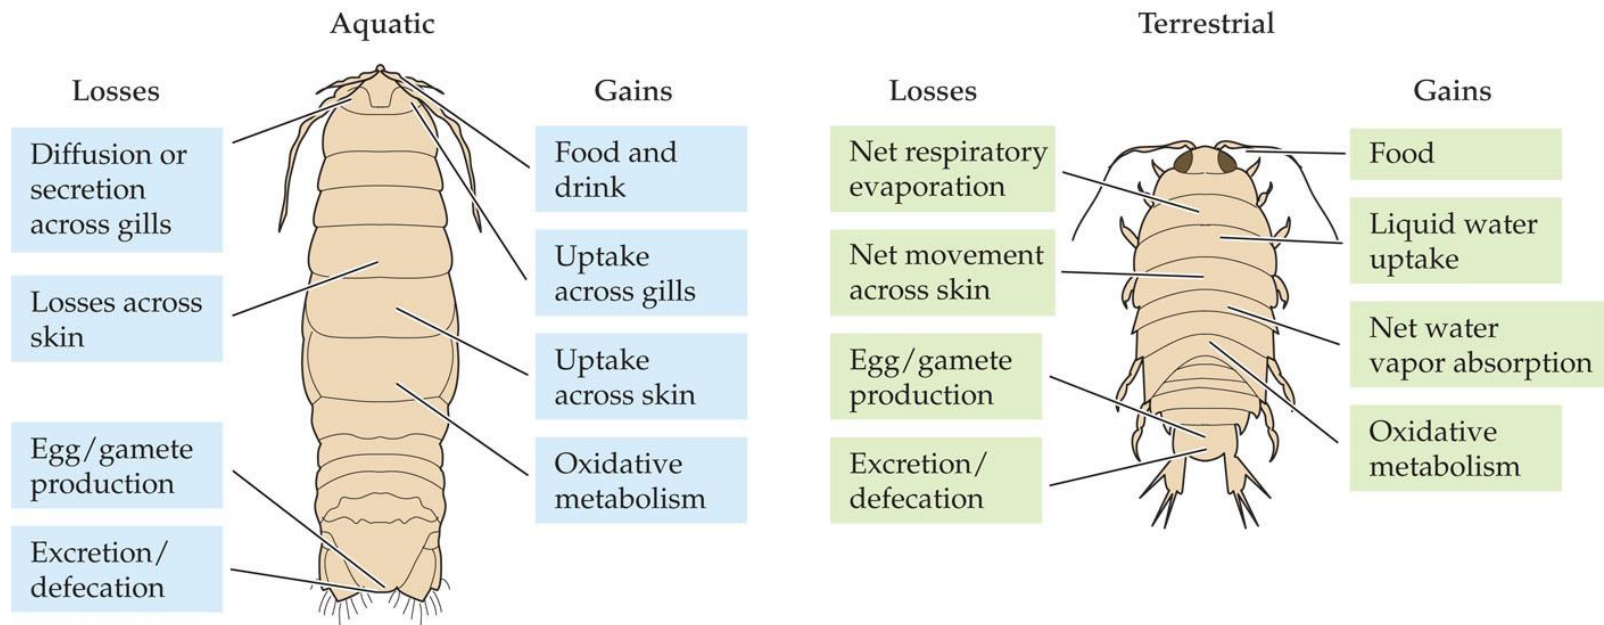 Aquatic
Losses
Gains
Diffusion or
secretion
across gills
Losses across
skin
Egg/gamete
production
Excretion/
defecation
Food and
drink
Uptake
across gills
Uptake
across skin
Oxidative
metabolism
Terrestrial
Losses
Gains
Net respiratory
evaporation
Net movement
across skin
Egg/gamete
production
Excretion/
defecation
Food
Liquid water
uptake
Net water
vapor absorption
Oxidative
metabolism